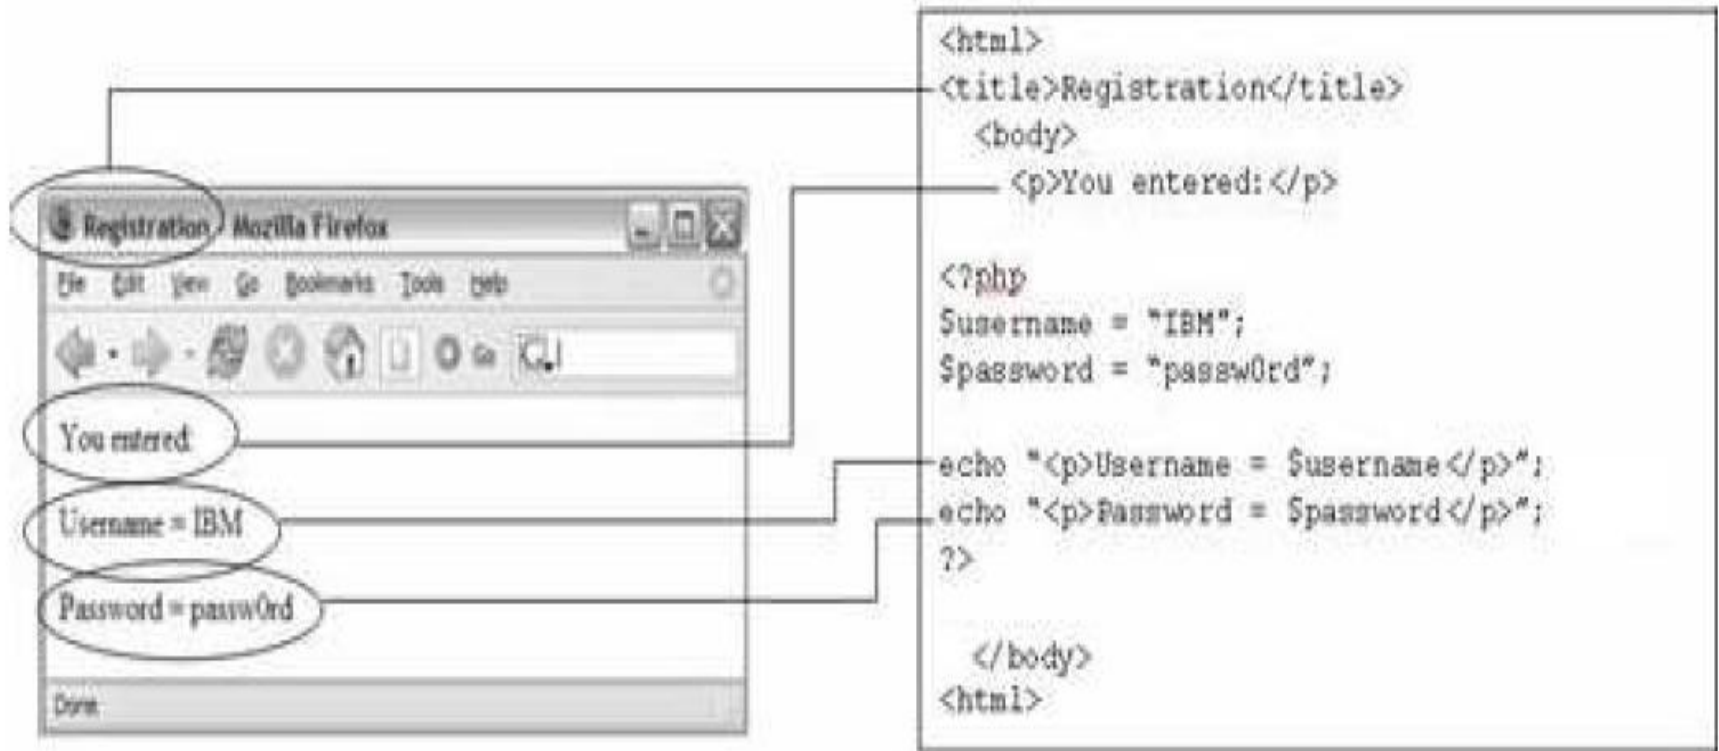 Registration - Mozilla Firefox
File Edit View Go Bookmarks Tools Help
Go
You entered:
Username = IBM
Password = passw0rd
Done
<html>
<title>Registration</title>
<body>
<p>You entered:</p>
<?php
$username = "IBM";
$password = "passw0rd";
echo "<p>Username = $username</p>";
echo "<p>Password = $password</p>";
?>
</body>
<html>